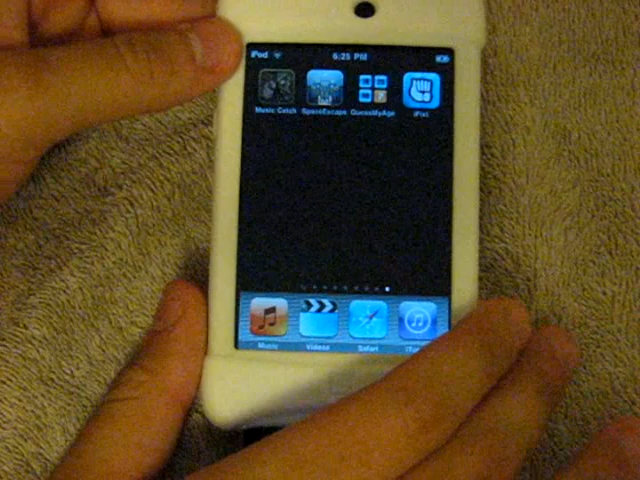 iPod 6:25 PM
Music Catch SpaceEscape GuessMyAge iFist
Music Videos Safari